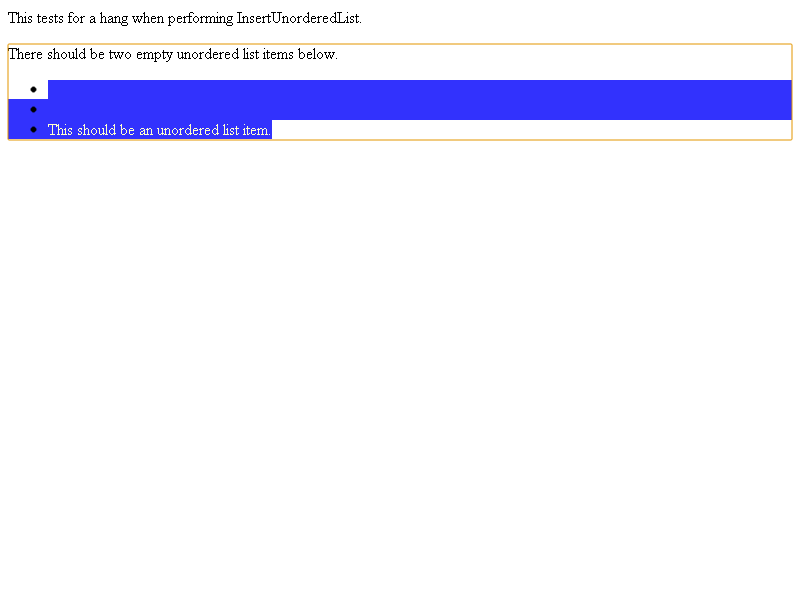 This tests for a hang when performing InsertUnorderedList.
There should be two empty unordered list items below.
This should be an unordered list item.